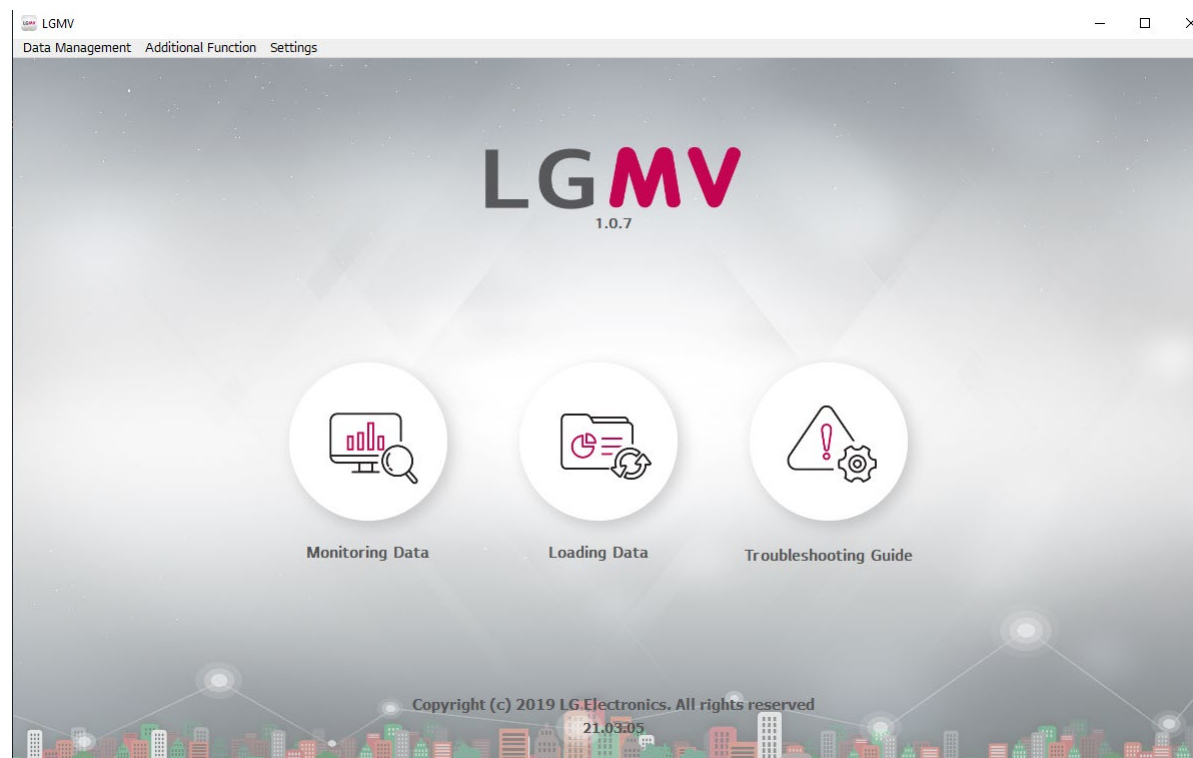 LGMV
Data Management Additional Function Settings
LGMV
1.0.7
Monitoring Data Loading Data Troubleshooting Guide
Copyright (c) 2019 LG Electronics. All rights reserved
21.03.05